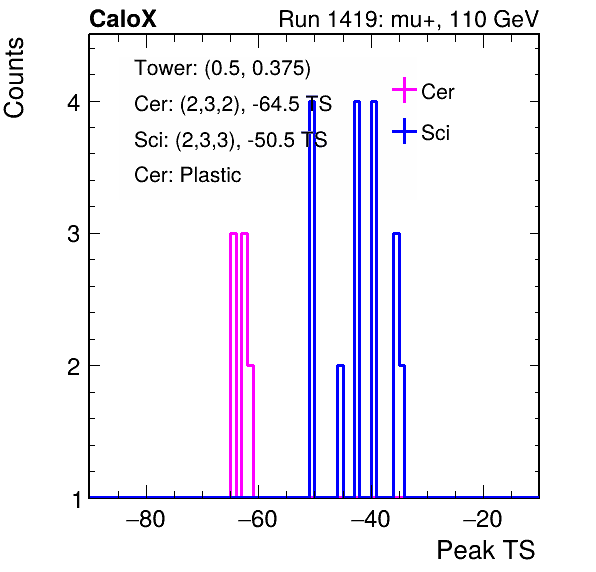 CaloX Run 1419: mu+, 110 GeV
Counts
Tower: (0.5, 0.375)
Cer: (2,3,2), -64.5 TS
Sci: (2,3,3), -50.5 TS
Cer: Plastic
Cer
Sci
4
3
2
1
−80 −60 −40 −20
Peak TS